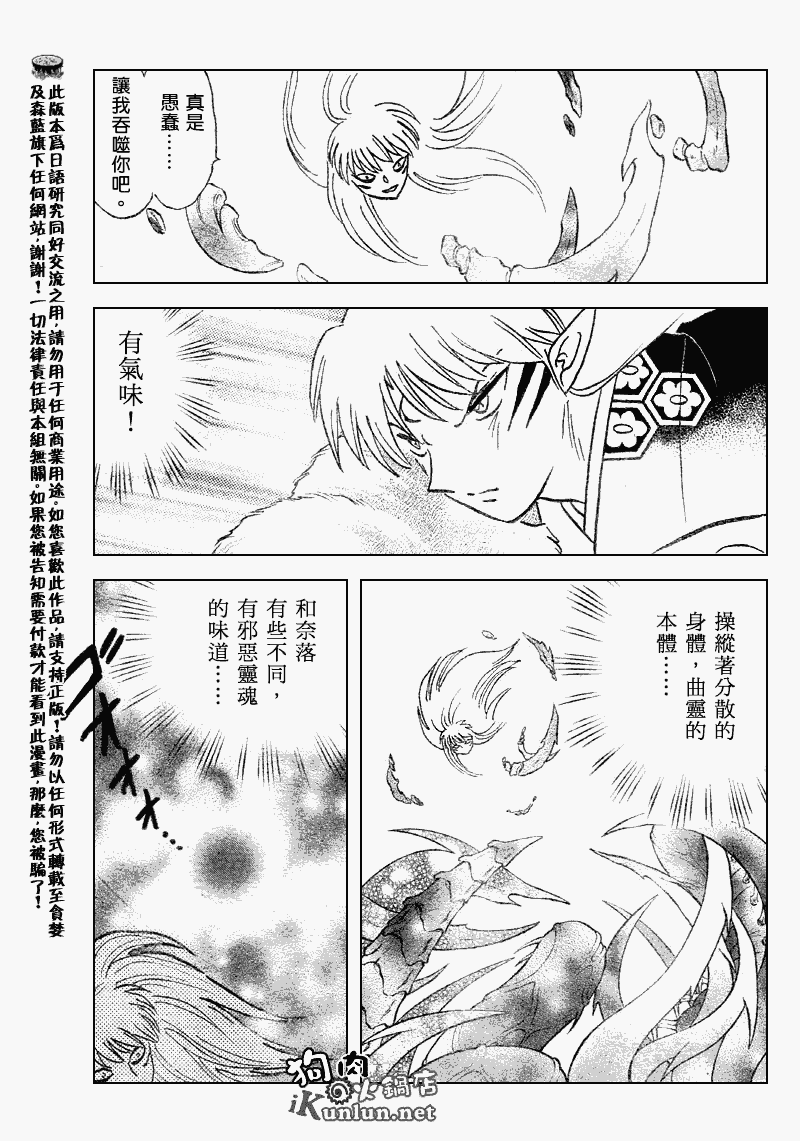 真是
愚蠢……
讓我吞噬你吧。
有氣味！
操縱著分散的
身體，曲靈的
本體……
和奈落
有些不同，
有邪惡靈魂
的味道……
ゴオオオ…
此版本爲日語研究同好交流之用，請勿用于任何商業用途。如您喜歡此作品，請支持正版！請勿以任何形式轉載至貪婪
及森藍旗下任何網站，謝謝！一切法律責任與本組無關。如果您被告知需要付款才能看到此漫畫，那麼，您被騙了！
狗肉火鍋店
iKunlun.net